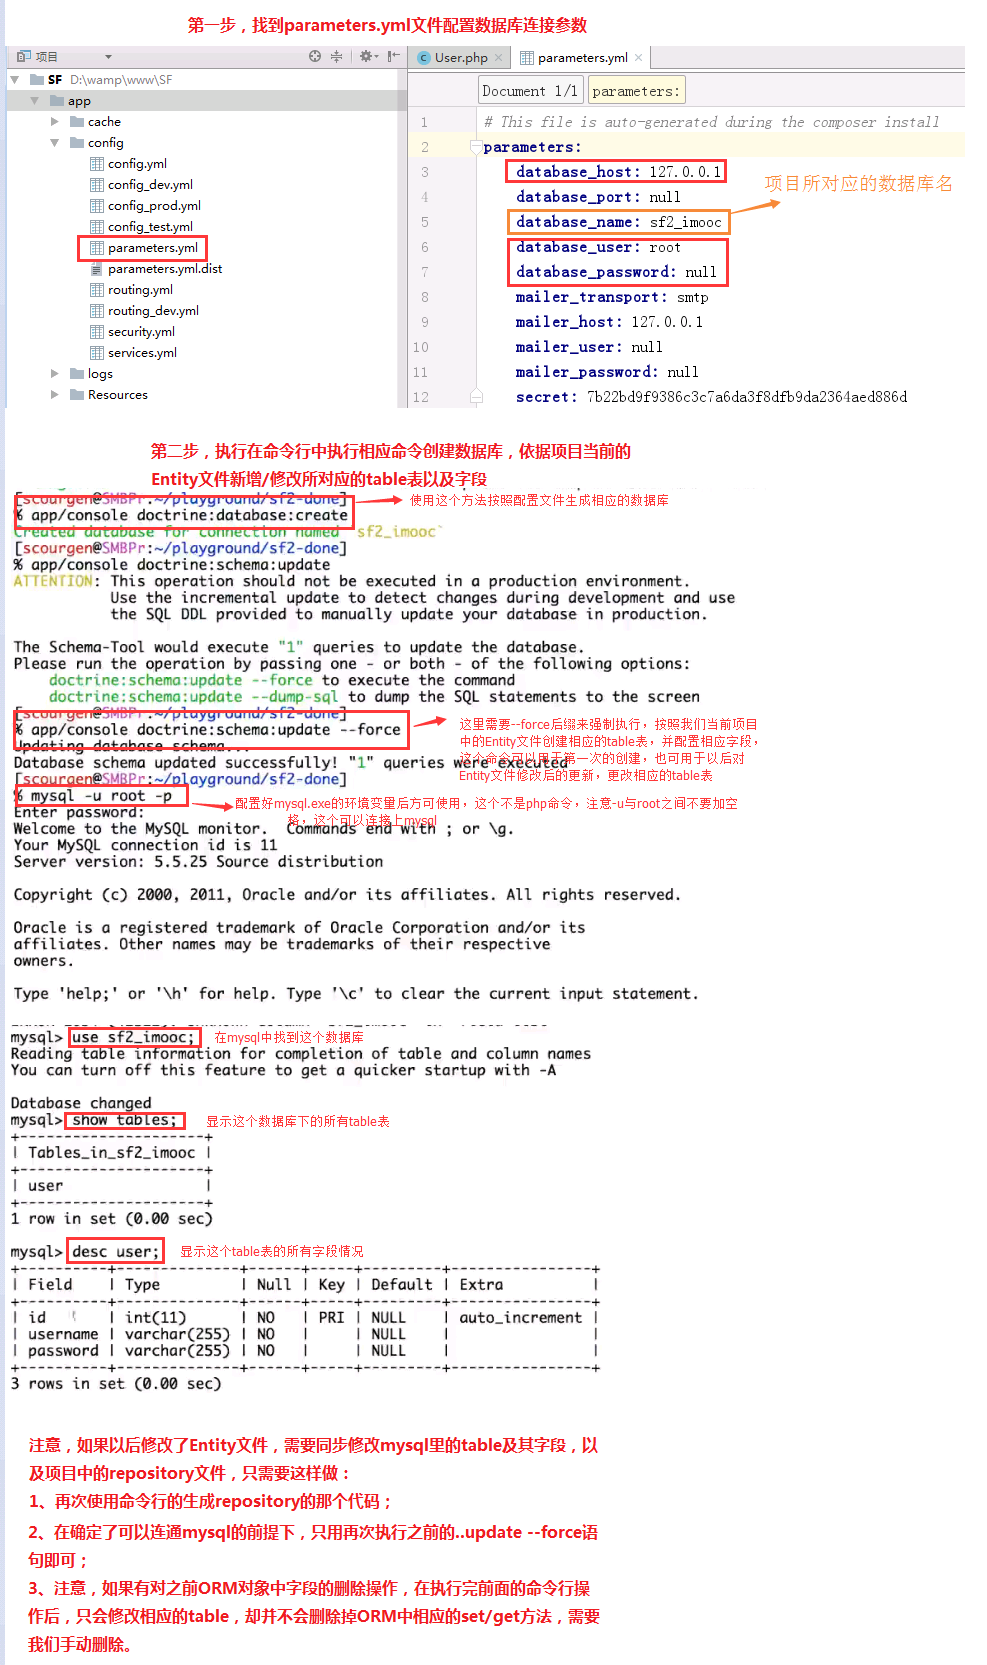 第一步，找到parameters.yml文件配置数据库连接参数
项目
SF D:\wamp\www\SF
app
cache
config
config.yml
config_dev.yml
config_prod.yml
config_test.yml
parameters.yml
parameters.yml.dist
routing.yml
routing_dev.yml
security.yml
services.yml
logs
Resources
User.php
parameters.yml
Document 1/1 parameters:
1 # This file is auto-generated during the composer install
2 parameters:
3 database_host: 127.0.0.1
4 database_port: null
5 database_name: sf2_imooc
6 database_user: root
7 database_password: null
8 mailer_transport: smtp
9 mailer_host: 127.0.0.1
10 mailer_user: null
11 mailer_password: null
12 secret: 7b22bd9f9386c3c7a6da3f8dfb9da2364aed886d
项目所对应的数据库名
第二步，执行在命令行中执行相应命令创建数据库，依据项目当前的
Entity文件新增/修改所对应的table表以及字段
[scourgen@SMBPr:~/playground/sf2-done]
使用这个方法按照配置文件生成相应的数据库
% app/console doctrine:database:create
Created database for connection named `sf2_imooc`
[scourgen@SMBPr:~/playground/sf2-done]
% app/console doctrine:schema:update
ATTENTION: This operation should not be executed in a production environment.
Use the incremental update to detect changes during development and use
the SQL DDL provided to manually update your database in production.
The Schema-Tool would execute "1" queries to update the database.
Please run the operation by passing one - or both - of the following options:
doctrine:schema:update --force to execute the command
doctrine:schema:update --dump-sql to dump the SQL statements to the screen
[scourgen@SMBPr:~/playground/sf2-done]
% app/console doctrine:schema:update --force
Updating database schema...
Database schema updated successfully! "1" queries were executed
这里需要--force后缀来强制执行，按照我们当前项目
中的Entity文件创建相应的table表，并配置相应字段，
这个命令可以用于第一次的创建，也可用于以后对
Entity文件修改后的更新，更改相应的table表
[scourgen@SMBPr:~/playground/sf2-done]
% mysql -u root -p
配置好mysql.exe的环境变量后方可使用，这个不是php命令，注意-u与root之间不要加空
格，这个可以连接上mysql
Enter password:
Welcome to the MySQL monitor. Commands end with ; or \g.
Your MySQL connection id is 11
Server version: 5.5.25 Source distribution
Copyright (c) 2000, 2011, Oracle and/or its affiliates. All rights reserved.
Oracle is a registered trademark of Oracle Corporation and/or its
affiliates. Other names may be trademarks of their respective
owners.
Type 'help;' or '\h' for help. Type '\c' to clear the current input statement.
mysql> use sf2_imooc; 在mysql中找到这个数据库
Reading table information for completion of table and column names
You can turn off this feature to get a quicker startup with -A
Database changed
mysql> show tables; 显示这个数据库下的所有table表
+---------------------+
| Tables_in_sf2_imooc |
+---------------------+
| user |
+---------------------+
1 row in set (0.00 sec)
mysql> desc user; 显示这个table表的所有字段情况
+----------+--------------+------+-----+---------+----------------+
| Field | Type | Null | Key | Default | Extra |
+----------+--------------+------+-----+---------+----------------+
| id | int(11) | NO | PRI | NULL | auto_increment |
| username | varchar(255) | NO | | NULL | |
| password | varchar(255) | NO | | NULL | |
+----------+--------------+------+-----+---------+----------------+
3 rows in set (0.00 sec)
注意，如果以后修改了Entity文件，需要同步修改mysql里的table及其字段，以
及项目中的repository文件，只需要这样做：
1、再次使用命令行的生成repository的那个代码；
2、在确定了可以连通mysql的前提下，只用再次执行之前的..update --force语
句即可；
3、注意，如果有对之前ORM对象中字段的删除操作，在执行完前面的命令行操
作后，只会修改相应的table，却并不会删除掉ORM中相应的set/get方法，需要
我们手动删除。